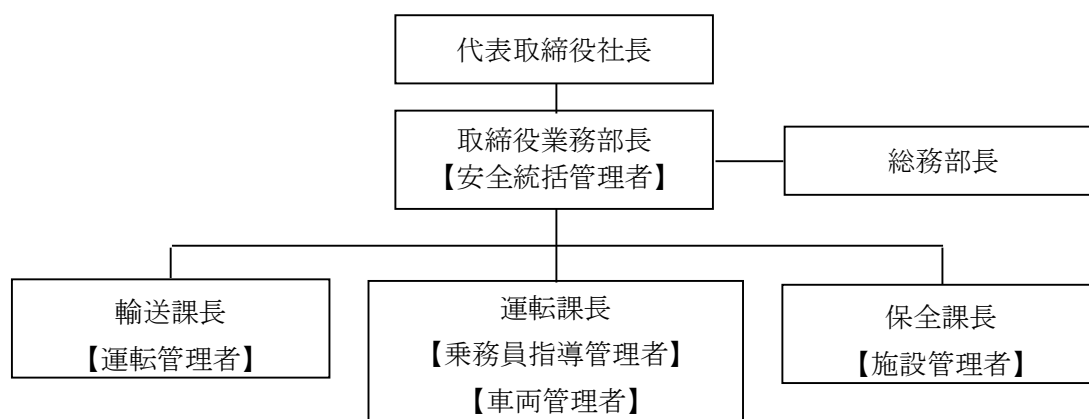 代表取締役社長
取締役業務部長
【安全統括管理者】
総務部長
輸送課長
【運転管理者】
運転課長
【乗務員指導管理者】
【車両管理者】
保全課長
【施設管理者】